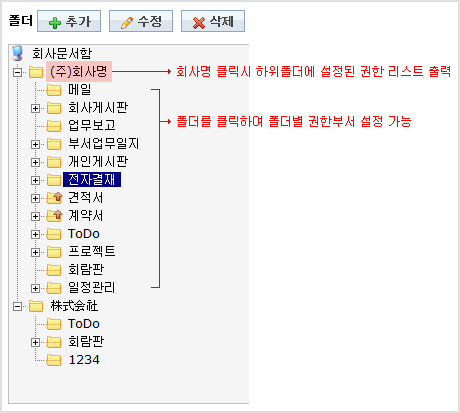 폴더 추가 수정 삭제
회사문서함
(주)회사명 회사명 클릭시 하위폴더에 설정된 권한 리스트 출력
메일
회사게시판
업무보고 폴더를 클릭하며 폴더별 권한부서 설정 가능
부서업무일지
개인게시판
전자결재
견적서
계약서
ToDo
프로젝트
회람판
일정관리
株式会社
ToDo
회람판
1234